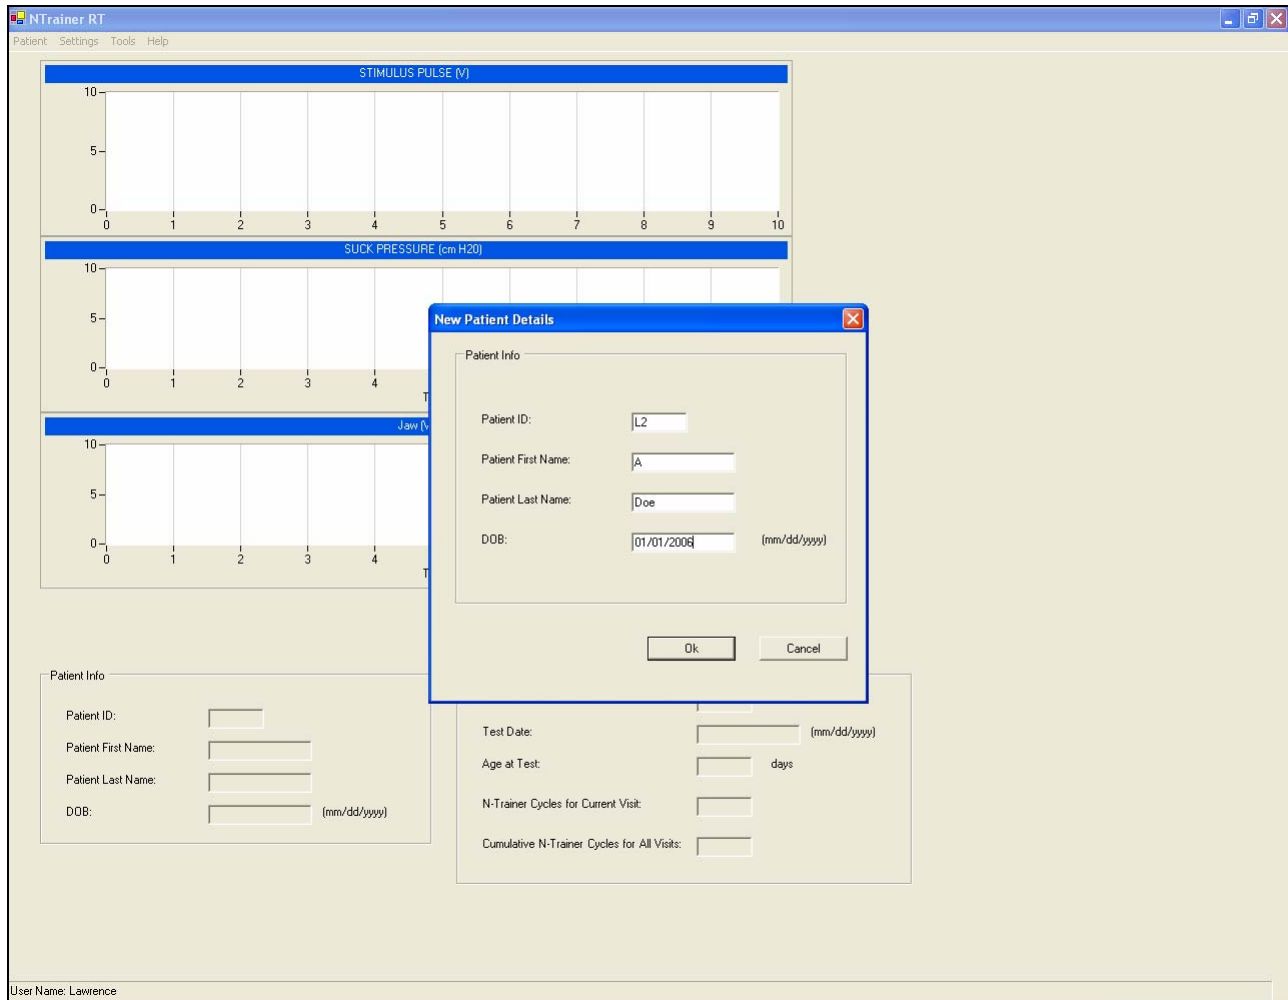 NTrainer RT
Patient Settings Tools Help
STIMULUS PULSE (V)
10
5
0
0 1 2 3 4 5 6 7 8 9 10
SUCK PRESSURE (cm H20)
10
5
0
0 1 2 3 4
T
Jaw (V
10
5
0
0 1 2 3 4
T
New Patient Details
Patient Info
Patient ID: L2
Patient First Name: A
Patient Last Name: Doe
DOB: 01/01/2006 (mm/dd/yyyy)
Ok Cancel
Patient Info
Patient ID:
Patient First Name:
Patient Last Name:
DOB: (mm/dd/yyyy)
Test Date: (mm/dd/yyyy)
Age at Test: days
N-Trainer Cycles for Current Visit:
Cumulative N-Trainer Cycles for All Visits:
User Name: Lawrence